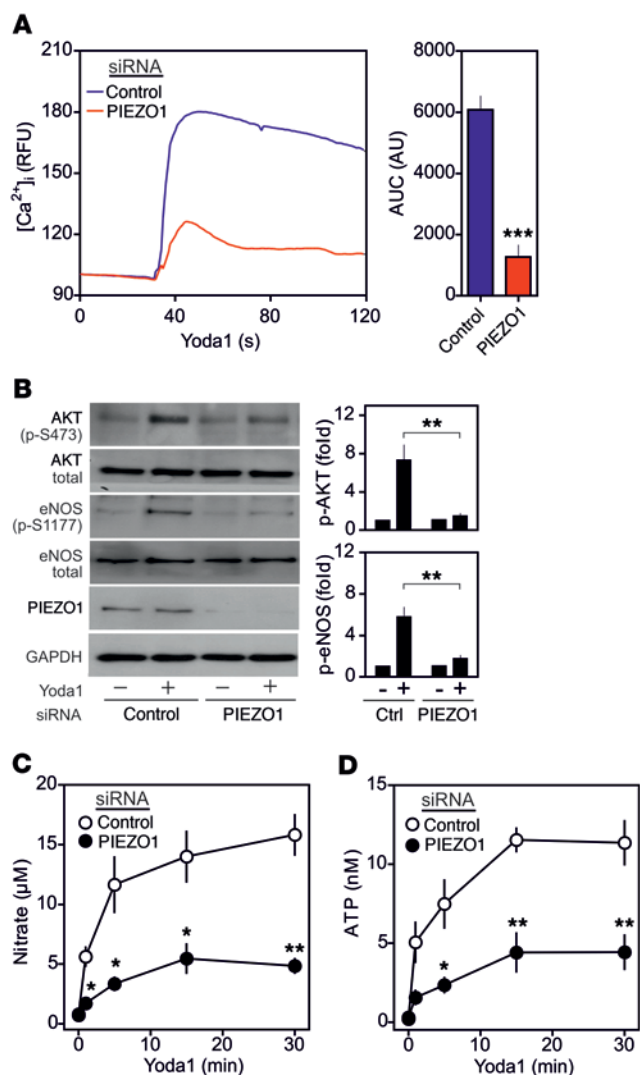 A
siRNA
Control
PIEZO1
[Ca2+]i (RFU)
210
180
150
120
90
0 40 80 120
Yoda1 (s)
AUC (AU)
8000
6000
4000
2000
0
***
Control
PIEZO1
B
AKT
(p-S473)
AKT
total
eNOS
(p-S1177)
eNOS
total
PIEZO1
GAPDH
Yoda1 – + – +
siRNA Control PIEZO1
p-AKT (fold)
12
8
4
0
**
p-eNOS (fold)
12
8
4
0
**
- + - +
Ctrl PIEZO1
C
siRNA
Control
PIEZO1
Nitrate (µM)
20
15
10
5
0
* * * **
0 10 20 30
Yoda1 (min)
D
siRNA
Control
PIEZO1
ATP (nM)
15
10
5
0
* ** **
0 10 20 30
Yoda1 (min)